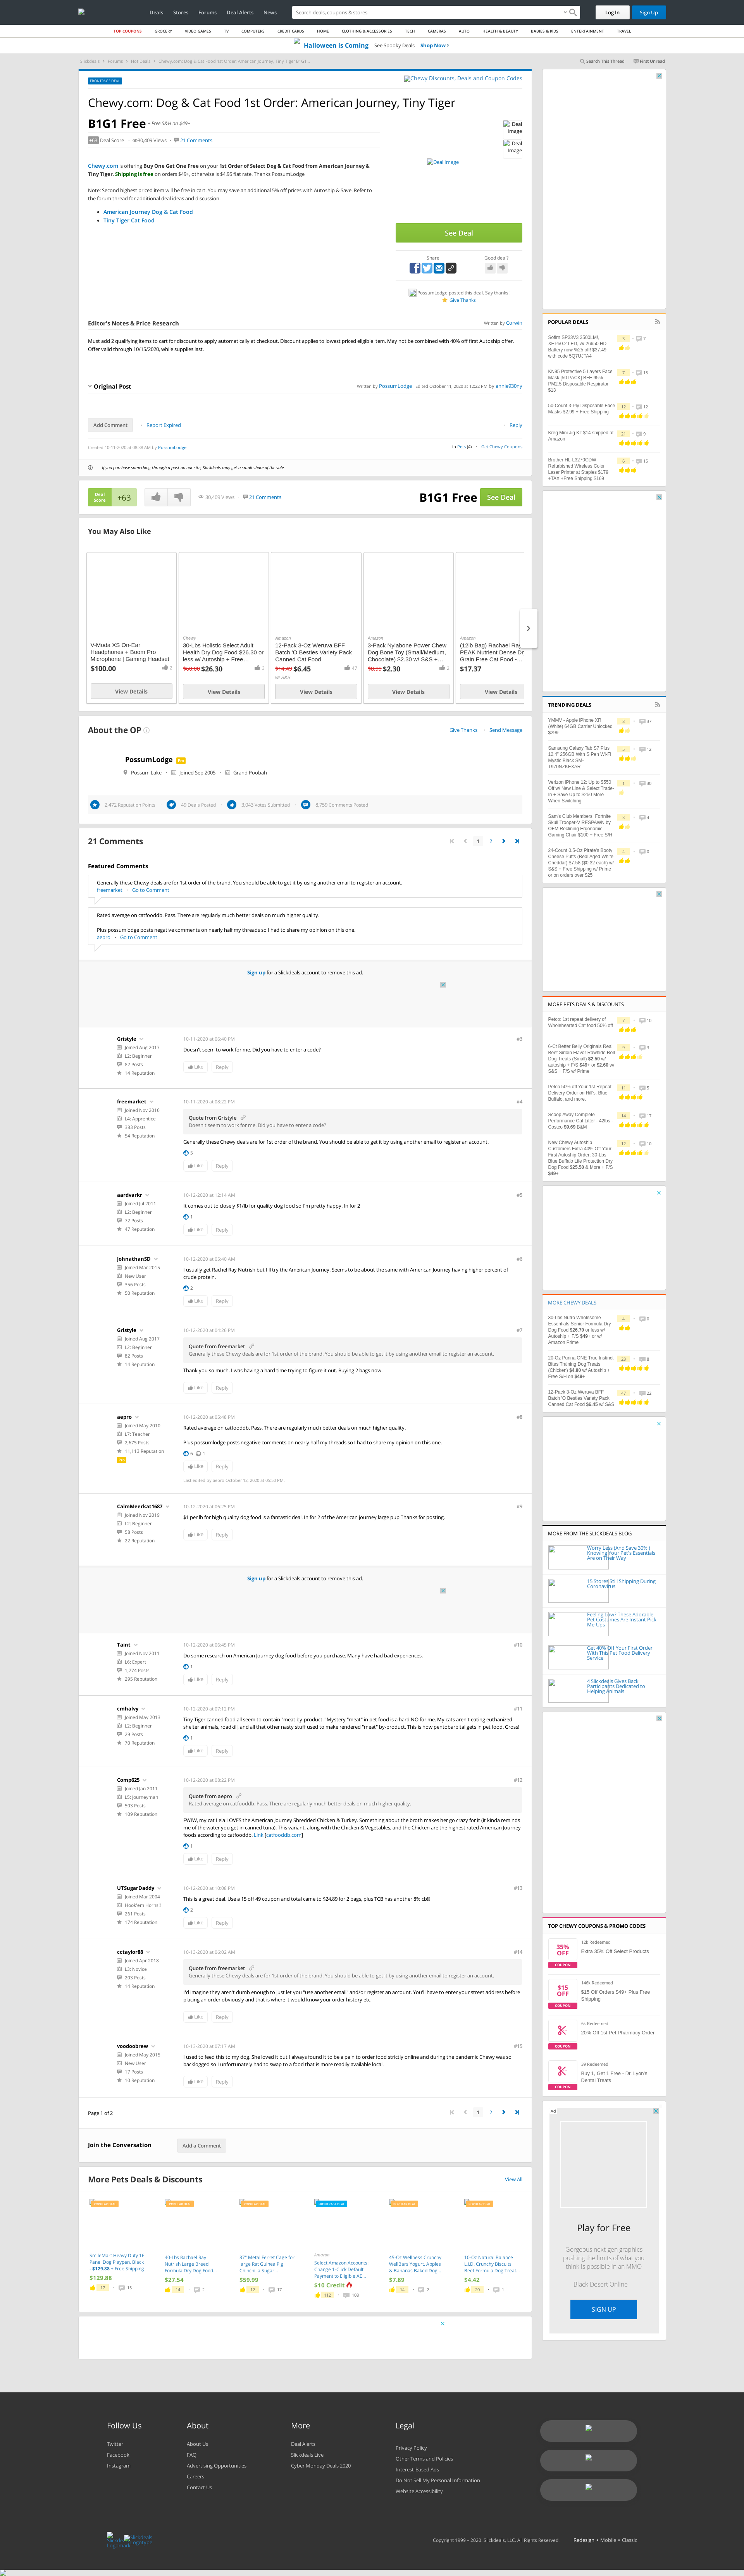 Deals Stores Forums Deal Alerts News
Search deals, coupons & stores
Log In Sign Up
TOP COUPONS GROCERY VIDEO GAMES TV COMPUTERS CREDIT CARDS HOME CLOTHING & ACCESSORIES TECH CAMERAS AUTO HEALTH & BEAUTY BABIES & KIDS ENTERTAINMENT TRAVEL
Halloween is Coming See Spooky Deals Shop Now
Slickdeals Forums Hot Deals Chewy.com: Dog & Cat Food 1st Order: American Journey, Tiny Tiger B1G1...
Search This Thread First Unread
FRONTPAGE DEAL
Chewy Discounts, Deals and Coupon Codes
Chewy.com: Dog & Cat Food 1st Order: American Journey, Tiny Tiger
B1G1 Free + Free S&H on $49+
+63 Deal Score 30,409 Views 21 Comments
Deal Image
Deal Image
Deal Image
Chewy.com is offering Buy One Get One Free on your 1st Order of Select Dog & Cat Food from American Journey & Tiny Tiger. Shipping is free on orders $49+, otherwise is $4.95 flat rate. Thanks PossumLodge
Note: Second highest priced item will be free in cart. You may save an additional 5% off prices with Autoship & Save. Refer to the forum thread for additional deal ideas and discussion.
American Journey Dog & Cat Food
Tiny Tiger Cat Food
See Deal
Share Good deal?
PossumLodge posted this deal. Say thanks!
Give Thanks
Editor's Notes & Price Research
Written by Corwin
Must add 2 qualifying items to cart for discount to apply automatically at checkout. Discount applies to lowest priced eligible item. May not be combined with 40% off first Autoship offer. Offer valid through 10/15/2020, while supplies last.
Original Post
Written by PossumLodge Edited October 11, 2020 at 12:32 PM by annie930ny
Add Comment Report Expired Reply
Created 10-11-2020 at 08:38 AM by PossumLodge
in Pets (4) Get Chewy Coupons
If you purchase something through a post on our site, Slickdeals may get a small share of the sale.
Deal Score +63 30,409 Views 21 Comments B1G1 Free See Deal
You May Also Like
V-Moda XS On-Ear Headphones + Boom Pro Microphone | Gaming Headset
$100.00
View Details
Chewy
30-Lbs Holistic Select Adult Health Dry Dog Food $26.30 or less w/ Autoship + Free...
$60.00 $26.30
View Details
Amazon
12-Pack 3-Oz Weruva BFF Batch 'O Besties Variety Pack Canned Cat Food
$14.49 $6.45 47
w/ S&S
View Details
Amazon
3-Pack Nylabone Power Chew Dog Bone Toy (Small/Medium, Chocolate) $2.30 w/ S&S +...
$6.99 $2.30
View Details
Amazon
$17.37
View Details
About the OP
Give Thanks Send Message
PossumLodge Pro
Possum Lake Joined Sep 2005 Grand Poobah
2,472 Reputation Points 49 Deals Posted 3,043 Votes Submitted 8,759 Comments Posted
21 Comments
1 2
Featured Comments
Generally these Chewy deals are for 1st order of the brand. You should be able to get it by using another email to register an account.
freemarket Go to Comment
Rated average on catfooddb. Pass. There are regularly much better deals on much higher quality.
Plus possumlodge posts negative comments on nearly half my threads so I had to share my opinion on this one.
aepro Go to Comment
Sign up for a Slickdeals account to remove this ad.
Gristyle
Joined Aug 2017
L2: Beginner
82 Posts
14 Reputation
10-11-2020 at 06:40 PM #3
Doesn't seem to work for me. Did you have to enter a code?
Like Reply
freemarket
Joined Nov 2016
L4: Apprentice
383 Posts
54 Reputation
10-11-2020 at 08:22 PM #4
Quote from Gristyle
Doesn't seem to work for me. Did you have to enter a code?
Generally these Chewy deals are for 1st order of the brand. You should be able to get it by using another email to register an account.
5
Like Reply
aardvarkr
Joined Jul 2011
L2: Beginner
72 Posts
47 Reputation
10-12-2020 at 12:14 AM #5
It comes out to closely $1/lb for quality dog food so I'm pretty happy. In for 2
1
Like Reply
JohnathanSD
Joined Mar 2010
New User
356 Posts
50 Reputation
10-12-2020 at 05:40 AM #6
I usually get Rachel Ray Nutrish but I'll try the American Journey. Seems to be about the same with American Journey having higher percent of crude protein.
2
Like Reply
Gristyle
Joined Aug 2017
L2: Beginner
82 Posts
14 Reputation
10-12-2020 at 04:26 PM #7
Quote from freemarket
Generally these Chewy deals are for 1st order of the brand. You should be able to get it by using another email to register an account.
Thank you so much. I was having a hard time trying to figure it out. Buying 2 bags now.
Like Reply
aepro
Joined May 2010
L7: Teacher
2,675 Posts
11,113 Reputation
Pro
10-12-2020 at 05:48 PM #8
Rated average on catfooddb. Pass. There are regularly much better deals on much higher quality.
Plus possumlodge posts negative comments on nearly half my threads so I had to share my opinion on this one.
6 1
Like Reply
Last edited by aepro October 12, 2020 at 05:50 PM.
CalmMeerkat1687
Joined Nov 2019
L2: Beginner
58 Posts
22 Reputation
10-12-2020 at 06:25 PM #9
$1 per lb for high quality dog food is a fantastic deal. In for 2 of the American journey large pup Thanks for posting.
Like Reply
Sign up for a Slickdeals account to remove this ad.
Taint
Joined Nov 2011
L6: Expert
1,774 Posts
295 Reputation
10-12-2020 at 06:45 PM #10
Do some research on American Journey dog food before you purchase. Many have had bad experiences.
1
Like Reply
cmhalvy
Joined May 2013
L2: Beginner
29 Posts
70 Reputation
10-12-2020 at 07:12 PM #11
Tiny Tiger canned food all seem to contain "meat by-product." Mystery "meat" in pet food is a hard NO for me. My cats aren't eating euthanized shelter animals, roadkill, and all that other nasty stuff used to make rendered "meat" by-product. This is how pentobarbital gets in pet food. Gross!
1
Like Reply
Comp625
Joined Jan 2011
L5: Journeyman
503 Posts
109 Reputation
10-12-2020 at 08:22 PM #12
Quote from aepro
Rated average on catfooddb. Pass. There are regularly much better deals on much higher quality.
FWIW, my cat Lea LOVES the American Journey Shredded Chicken & Turkey. Something about the broth makes her go crazy for it (it kinda reminds me of the water you get when you open up canned tuna). This variant, along with the Chicken & Vegetables, and the Chicken are the highest rated American Journey foods according to catfooddb. Link [catfooddb.com]
1
Like Reply
UTSugarDaddy
Joined Mar 2004
Hook'em Horns!!
261 Posts
174 Reputation
10-12-2020 at 10:08 PM #13
This is a great deal. Use a 15 off 49 coupon and total came to $24.89 for 2 bags, plus TCB has another 8% cb!!
2
Like Reply
cctaylor88
Joined Apr 2018
L3: Novice
203 Posts
14 Reputation
10-13-2020 at 06:02 AM #14
Quote from freemarket
Generally these Chewy deals are for 1st order of the brand. You should be able to get it by using another email to register an account.
I'd imagine they aren't dumb enough to just let you "use another email" and/or register an account. You'll have to enter your street address before placing an order obviously and that is where it would know your order history etc
Like Reply
voodoobrew
Joined May 2015
New User
17 Posts
10 Reputation
10-13-2020 at 07:17 AM #15
I used to feed this to my dog. She loved it but I always found it to be a pain to order food strictly online and during the pandemic Chewy was so backlogged so I unfortunately had to swap to a food that is more readily available local.
Like Reply
Page 1 of 2
1 2
Join the Conversation Add a Comment
More Pets Deals & Discounts View All
SmileMart Heavy Duty 16 Panel Dog Playpen, Black $129.88 + Free Shipping
$129.88
17 15
40-Lbs Rachael Ray Nutrish Large Breed Formula Dry Dog Food...
$27.54
14 2
37" Metal Ferret Cage for large Rat Guinea Pig Chinchilla Sugar...
$59.99
12 17
FRONTPAGE DEAL
Amazon
Select Amazon Accounts: Change 1-Click Default Payment to Eligible AE...
$10 Credit
112 108
45-Oz Wellness Crunchy WellBars Yogurt, Apples & Bananas Baked Dog...
$7.89
14 2
10-Oz Natural Balance L.I.D. Crunchy Biscuits Beef Formula Dog Treat...
$4.42
20 1
POPULAR DEALS
Sofirn SP33V3 3500LM!, XHP50.2 LED, w/ 26650 HD Battery now %25 off! $37.49 with code 5Q7UJTAA
KN95 Protective 5 Layers Face Mask [50 PACK] BFE 95% PM2.5 Disposable Respirator $13
50-Count 3-Ply Disposable Face Masks $2.99 + Free Shipping
Kreg Mini Jig Kit $14 shipped at Amazon
Brother HL-L3270CDW Refurbished Wireless Color Laser Printer at Staples $179 +TAX +Free Shipping $169
TRENDING DEALS
YMMV - Apple iPhone XR (White) 64GB Carrier Unlocked $299
Samsung Galaxy Tab S7 Plus 12.4" 256GB With S Pen Wi-Fi Mystic Black SM-T970NZKEXAR
Verizon iPhone 12: Up to $550 Off w/ New Line & Select Trade-In + Save Up to $250 More When Switching
Sam's Club Members: Fortnite Skull Trooper-V RESPAWN by OFM Reclining Ergonomic Gaming Chair $100 + Free S/H
24-Count 0.5-Oz Pirate's Booty Cheese Puffs (Real Aged White Cheddar) $7.58 ($0.32 each) w/ S&S + Free Shipping w/ Prime or on orders over $25
MORE PETS DEALS & DISCOUNTS
Petco: 1st repeat delivery of Wholehearted Cat food 50% off
6-Ct Better Belly Originals Real Beef Sirloin Flavor Rawhide Roll Dog Treats (Small) $2.50 w/ autoship + F/S $49+ or $2.60 w/ S&S + F/S w/ Prime
Petco 50% off Your 1st Repeat Delivery Order on Hill's, Blue Buffalo, and more.
Scoop Away Complete Performance Cat Litter - 42lbs - Costco $9.69 B&M
New Chewy Autoship Customers Extra 40% Off Your First Autoship Order: 30-Lbs Blue Buffalo Life Protection Dry Dog Food $25.50 & More + F/S $49+
MORE CHEWY DEALS
30-Lbs Nutro Wholesome Essentials Senior Formula Dry Dog Food $26.70 or less w/ Autoship + F/S $49+ or w/ Amazon Prime
20-Oz Purina ONE True Instinct Bites Training Dog Treats (Chicken) $4.80 w/ Autoship + Free S/H on $49+
12-Pack 3-Oz Weruva BFF Batch 'O Besties Variety Pack Canned Cat Food $6.45 w/ S&S
MORE FROM THE SLICKDEALS BLOG
Worry Less (And Save 30%) Knowing Your Pet's Essentials Are on Their Way
15 Stores Still Shipping During Coronavirus
Feeling Low? These Adorable Pet Costumes Are Instant Pick-Me-Ups
Get 40% Off Your First Order With This Pet Food Delivery Service
4 Slickdeals Gives Back Participants Dedicated to Helping Animals
TOP CHEWY COUPONS & PROMO CODES
35% OFF COUPON
12k Redeemed
Extra 35% Off Select Products
$15 OFF COUPON
146k Redeemed
$15 Off Orders $49+ Plus Free Shipping
COUPON
6k Redeemed
20% Off 1st Pet Pharmacy Order
COUPON
39 Redeemed
Buy 1, Get 1 Free - Dr. Lyon's Dental Treats
Ad
Play for Free
Gorgeous next-gen graphics pushing the limits of what you think is possible in an MMO
Black Desert Online
SIGN UP
Follow Us
Twitter
Facebook
Instagram
About
About Us
FAQ
Advertising Opportunities
Careers
Contact Us
More
Deal Alerts
Slickdeals Live
Cyber Monday Deals 2020
Legal
Privacy Policy
Other Terms and Policies
Interest-Based Ads
Do Not Sell My Personal Information
Website Accessibility
Copyright 1999 - 2020. Slickdeals, LLC. All Rights Reserved. Redesign • Mobile • Classic